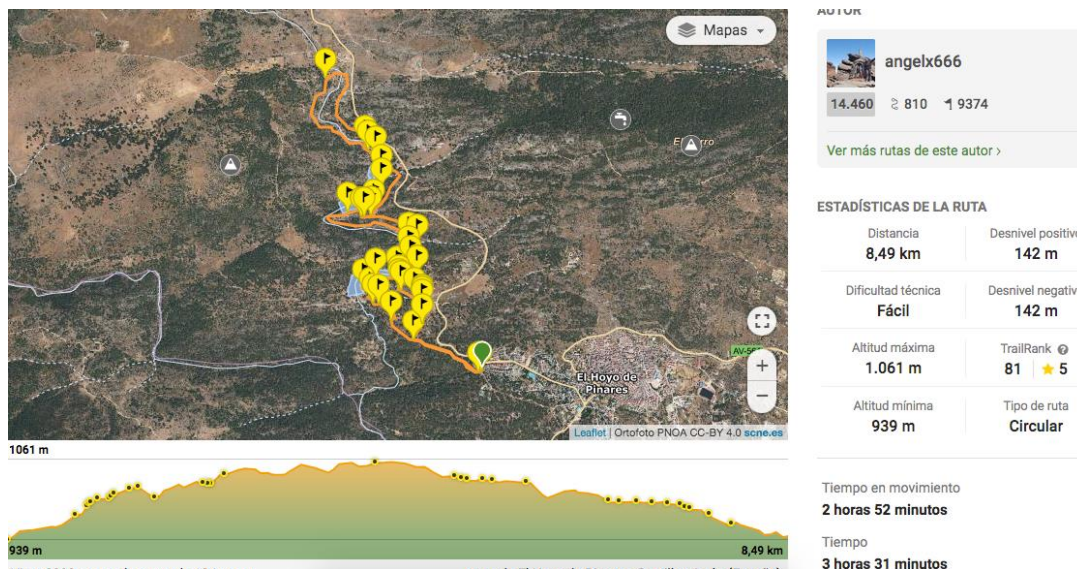 Mapas
El
rro
AV-56
El Hoyo de
Pinares
Leaflet | Ortofoto PNOA CC-BY 4.0 scne.es
1061 m
939 m
8,49 km
AUTOR
angelx666
14.460 810 9374
Ver más rutas de este autor ›
ESTADÍSTICAS DE LA RUTA
Distancia Desnivel positivo
8,49 km 142 m
Dificultad técnica Desnivel negativ
Fácil 142 m
Altitud máxima TrailRank
1.061 m 81 5
Altitud mínima Tipo de ruta
939 m Circular
Tiempo en movimiento
2 horas 52 minutos
Tiempo
3 horas 31 minutos